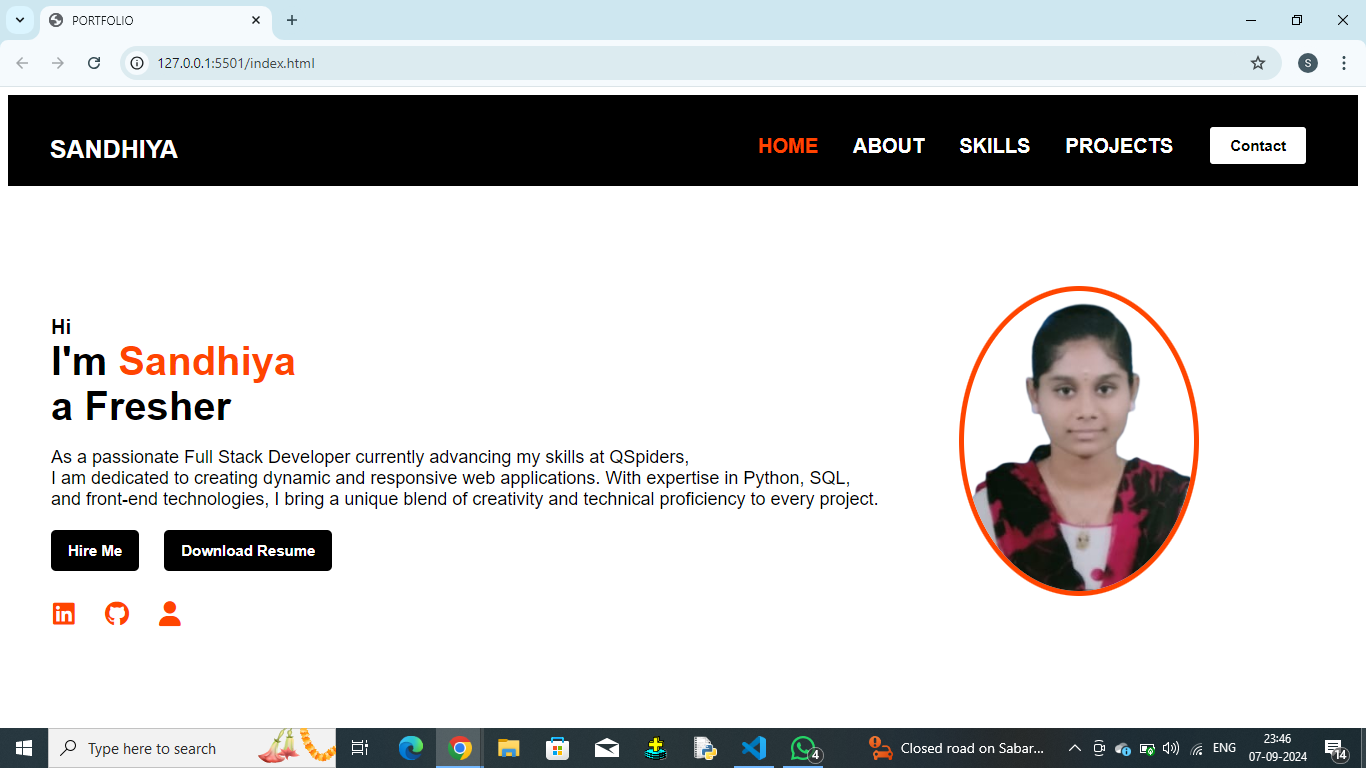 PORTFOLIO
127.0.0.1:5501/index.html
S
SANDHIYA
HOME ABOUT SKILLS PROJECTS Contact
Hi
I'm Sandhiya
a Fresher
As a passionate Full Stack Developer currently advancing my skills at QSpiders,
I am dedicated to creating dynamic and responsive web applications. With expertise in Python, SQL,
and front-end technologies, I bring a unique blend of creativity and technical proficiency to every project.
Hire Me Download Resume
in
Type here to search
4
Closed road on Sabar...
ENG
23:46
07-09-2024
14